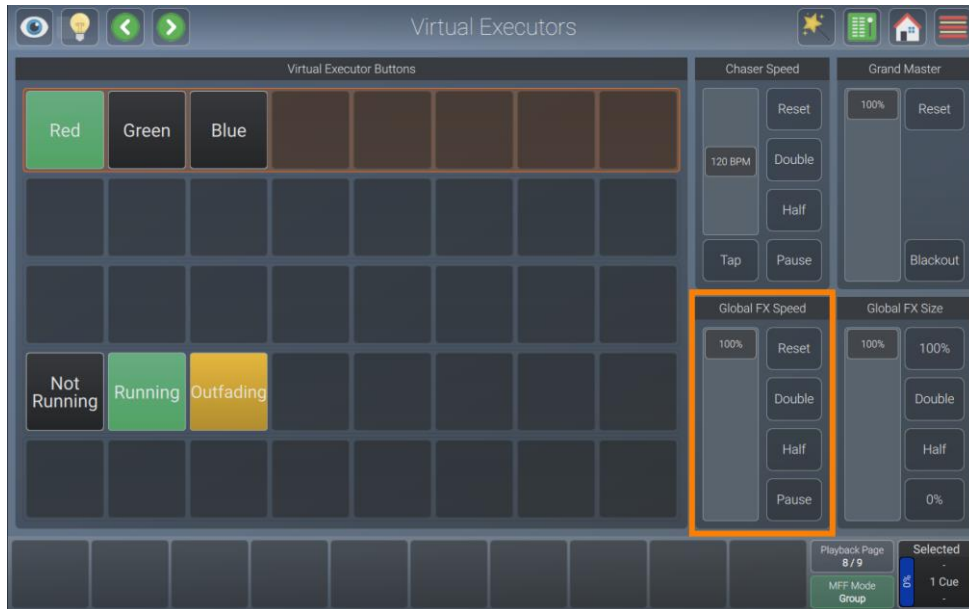 Virtual Executors
Virtual Executor Buttons
Red
Green
Blue
Not
Running
Running
Outfading
Chaser Speed
120 BPM
Reset
Double
Half
Tap
Pause
Grand Master
100%
Reset
Blackout
Global FX Speed
100%
Reset
Double
Half
Pause
Global FX Size
100%
100%
Double
Half
0%
Playback Page
8/9
MFF Mode
Group
Selected
-
0%
1 Cue
-